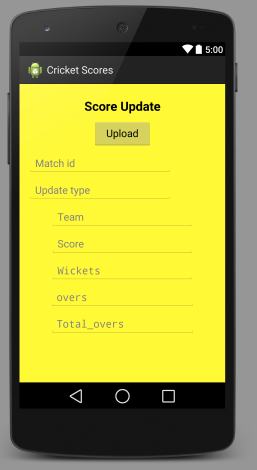 5:00
Cricket Scores
Score Update
Upload
Match id
Update type
Team
Score
Wickets
overs
Total_overs